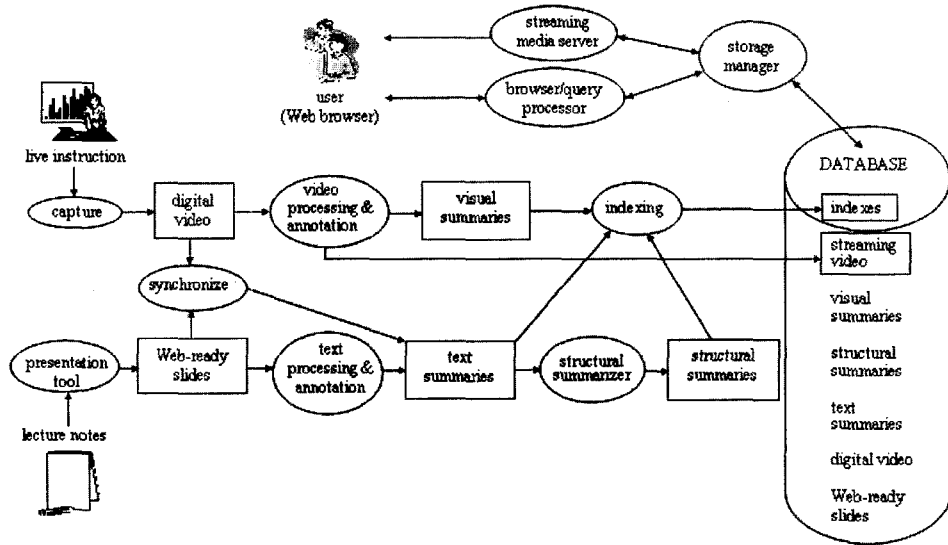 streaming
media server
storage
manager
user
(Web browser)
browser/query
processor
live instruction
DATABASE
capture
digital
video
video
processing &
annotation
visual
summaries
indexing
indexes
streaming
video
synchronize
visual
summaries
presentation
tool
Web-ready
slides
text
processing &
annotation
text
summaries
structural
summarizer
structural
summaries
structural
summaries
lecture notes
text
summaries
digital video
Web-ready
slides